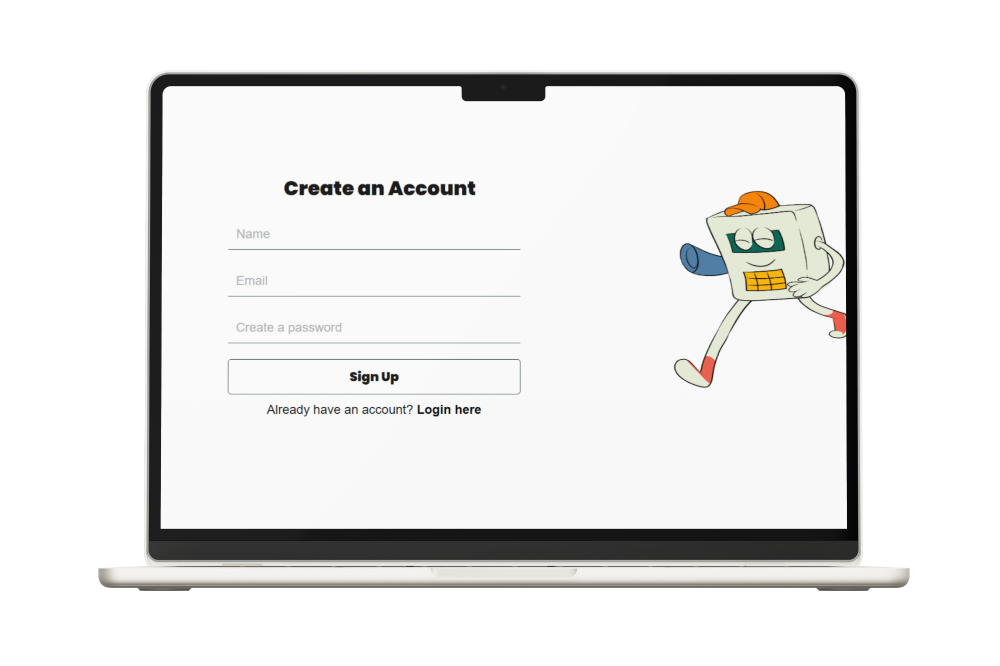 Create an Account
Name
Email
Create a password
Sign Up
Already have an account? Login here